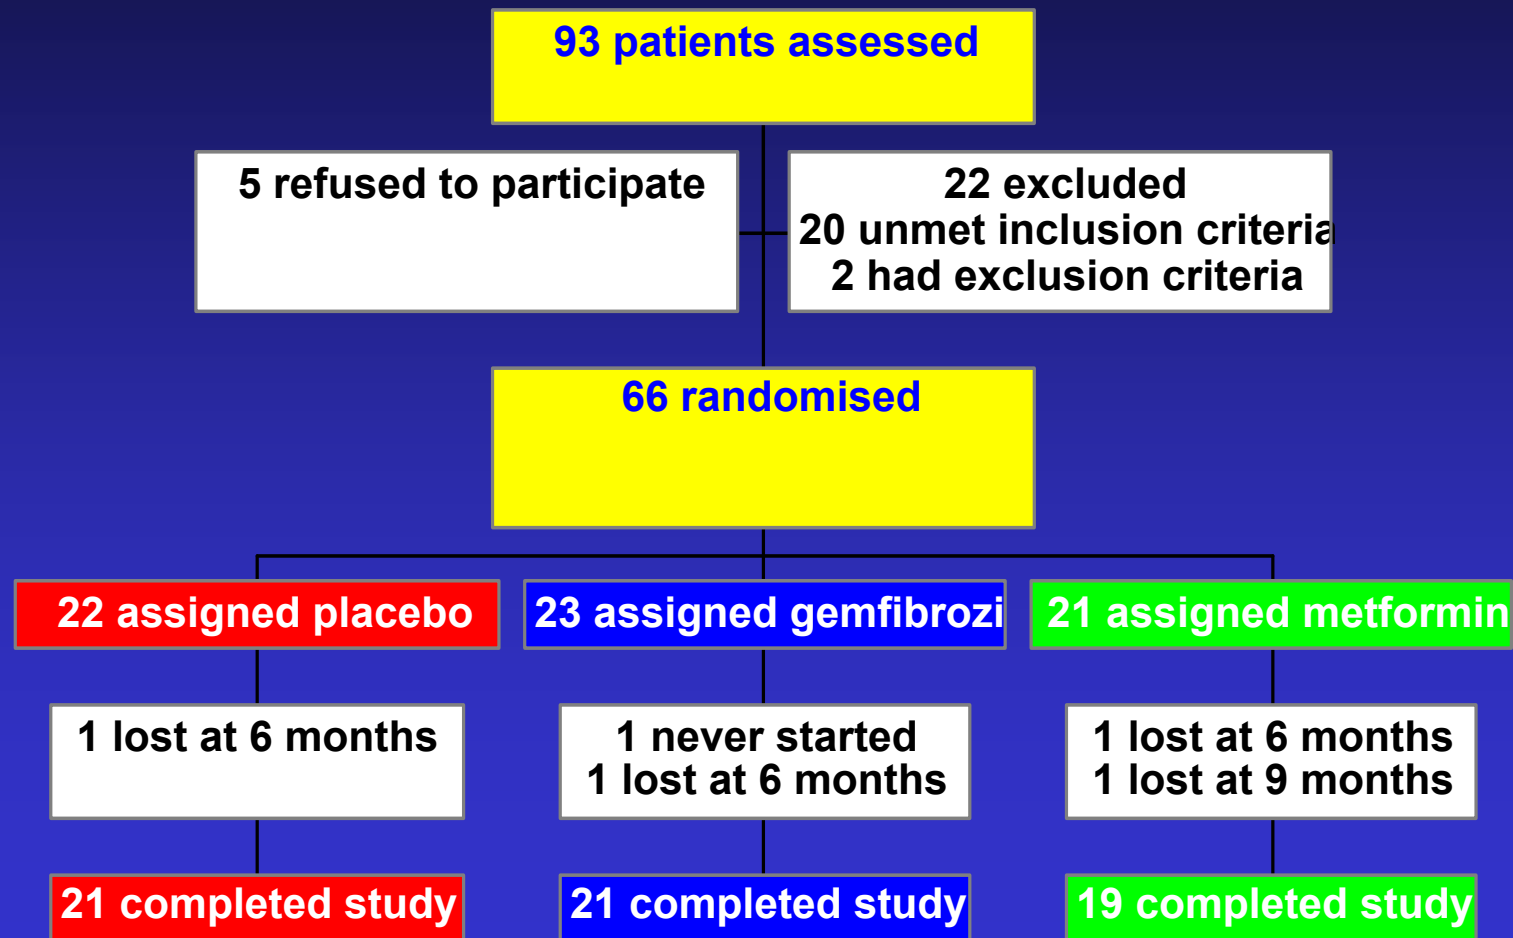 93 patients assessed
5 refused to participate
22 excluded
20 unmet inclusion criteria
2 had exclusion criteria
66 randomised
22 assigned placebo
23 assigned gemfibrozi
21 assigned metformin
1 lost at 6 months
1 never started
1 lost at 6 months
1 lost at 6 months
1 lost at 9 months
21 completed study
21 completed study
19 completed study